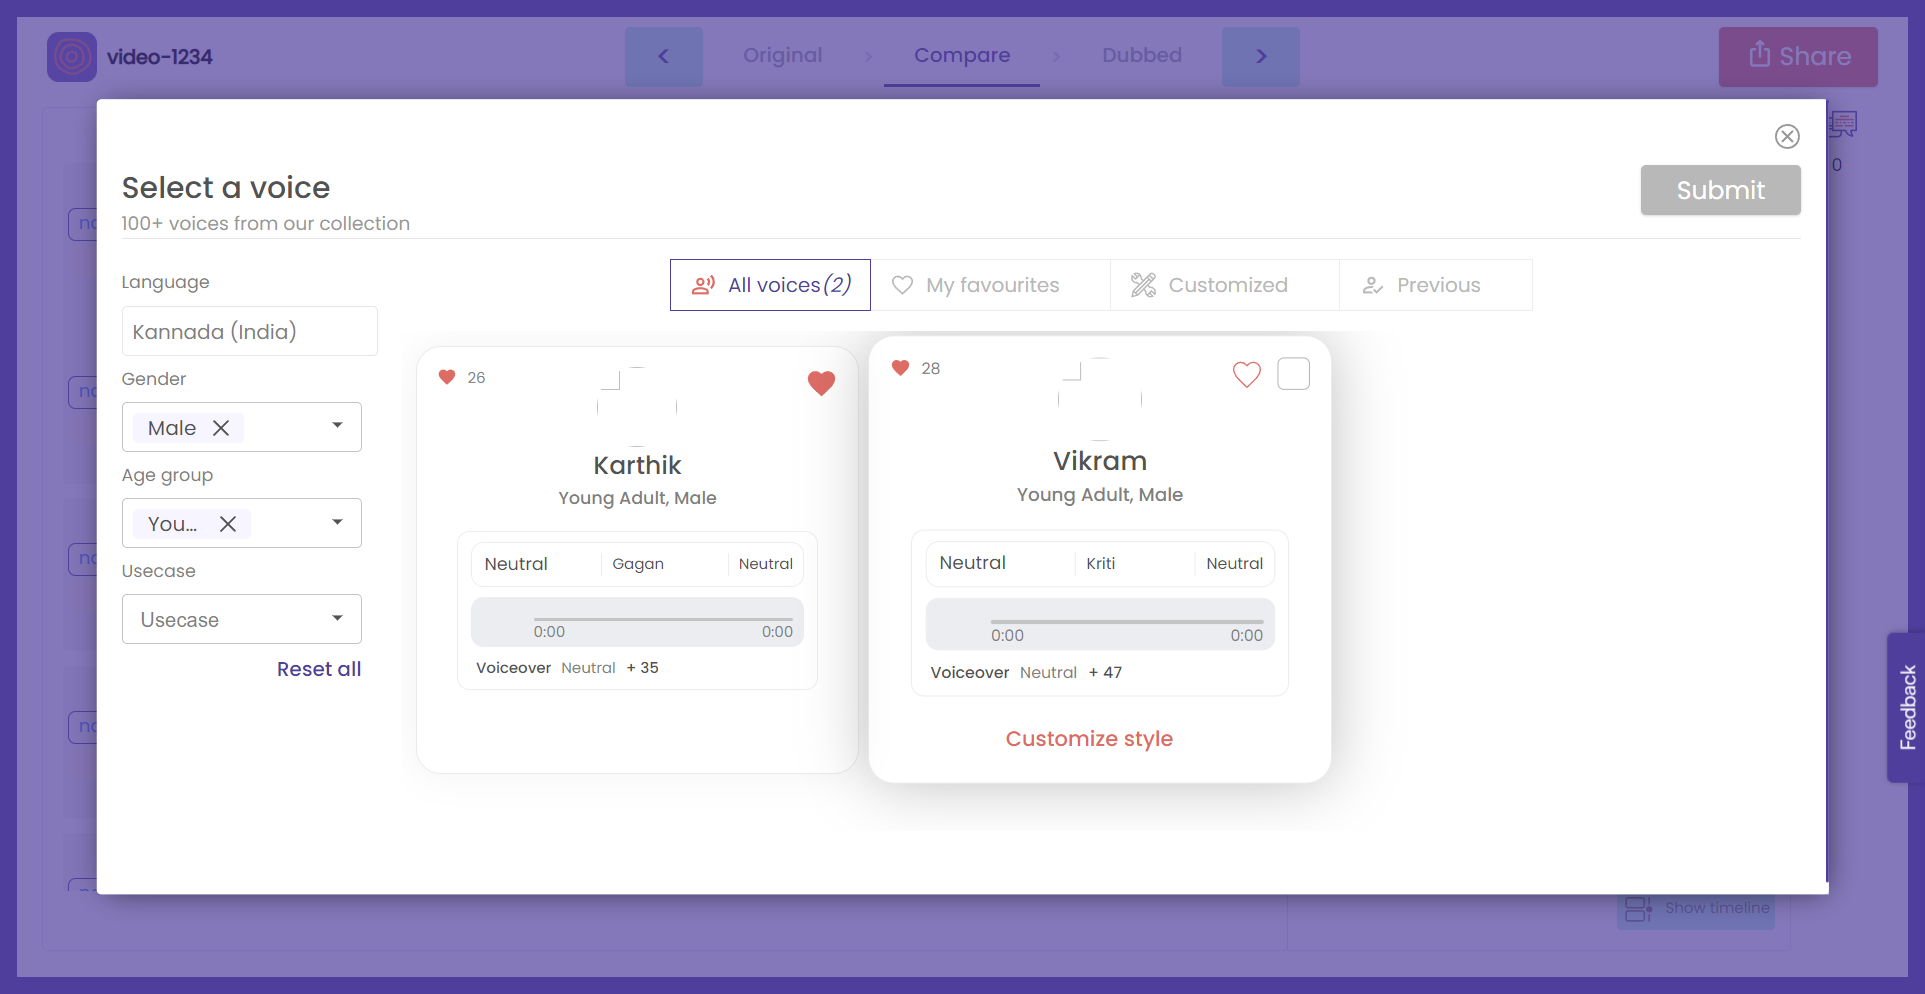 video-1234
Original
Compare
Dubbed
Share
0
Select a voice
100+ voices from our collection
Submit
Language
Kannada (India)
Gender
Male
Age group
You...
Usecase
Usecase
Reset all
All voices(2)
My favourites
Customized
Previous
26
Karthik
Young Adult, Male
Neutral
Gagan
Neutral
0:00
0:00
Voiceover Neutral + 35
28
Vikram
Young Adult, Male
Neutral
Kriti
Neutral
0:00
0:00
Voiceover Neutral + 47
Customize style
Feedback
Show timeline